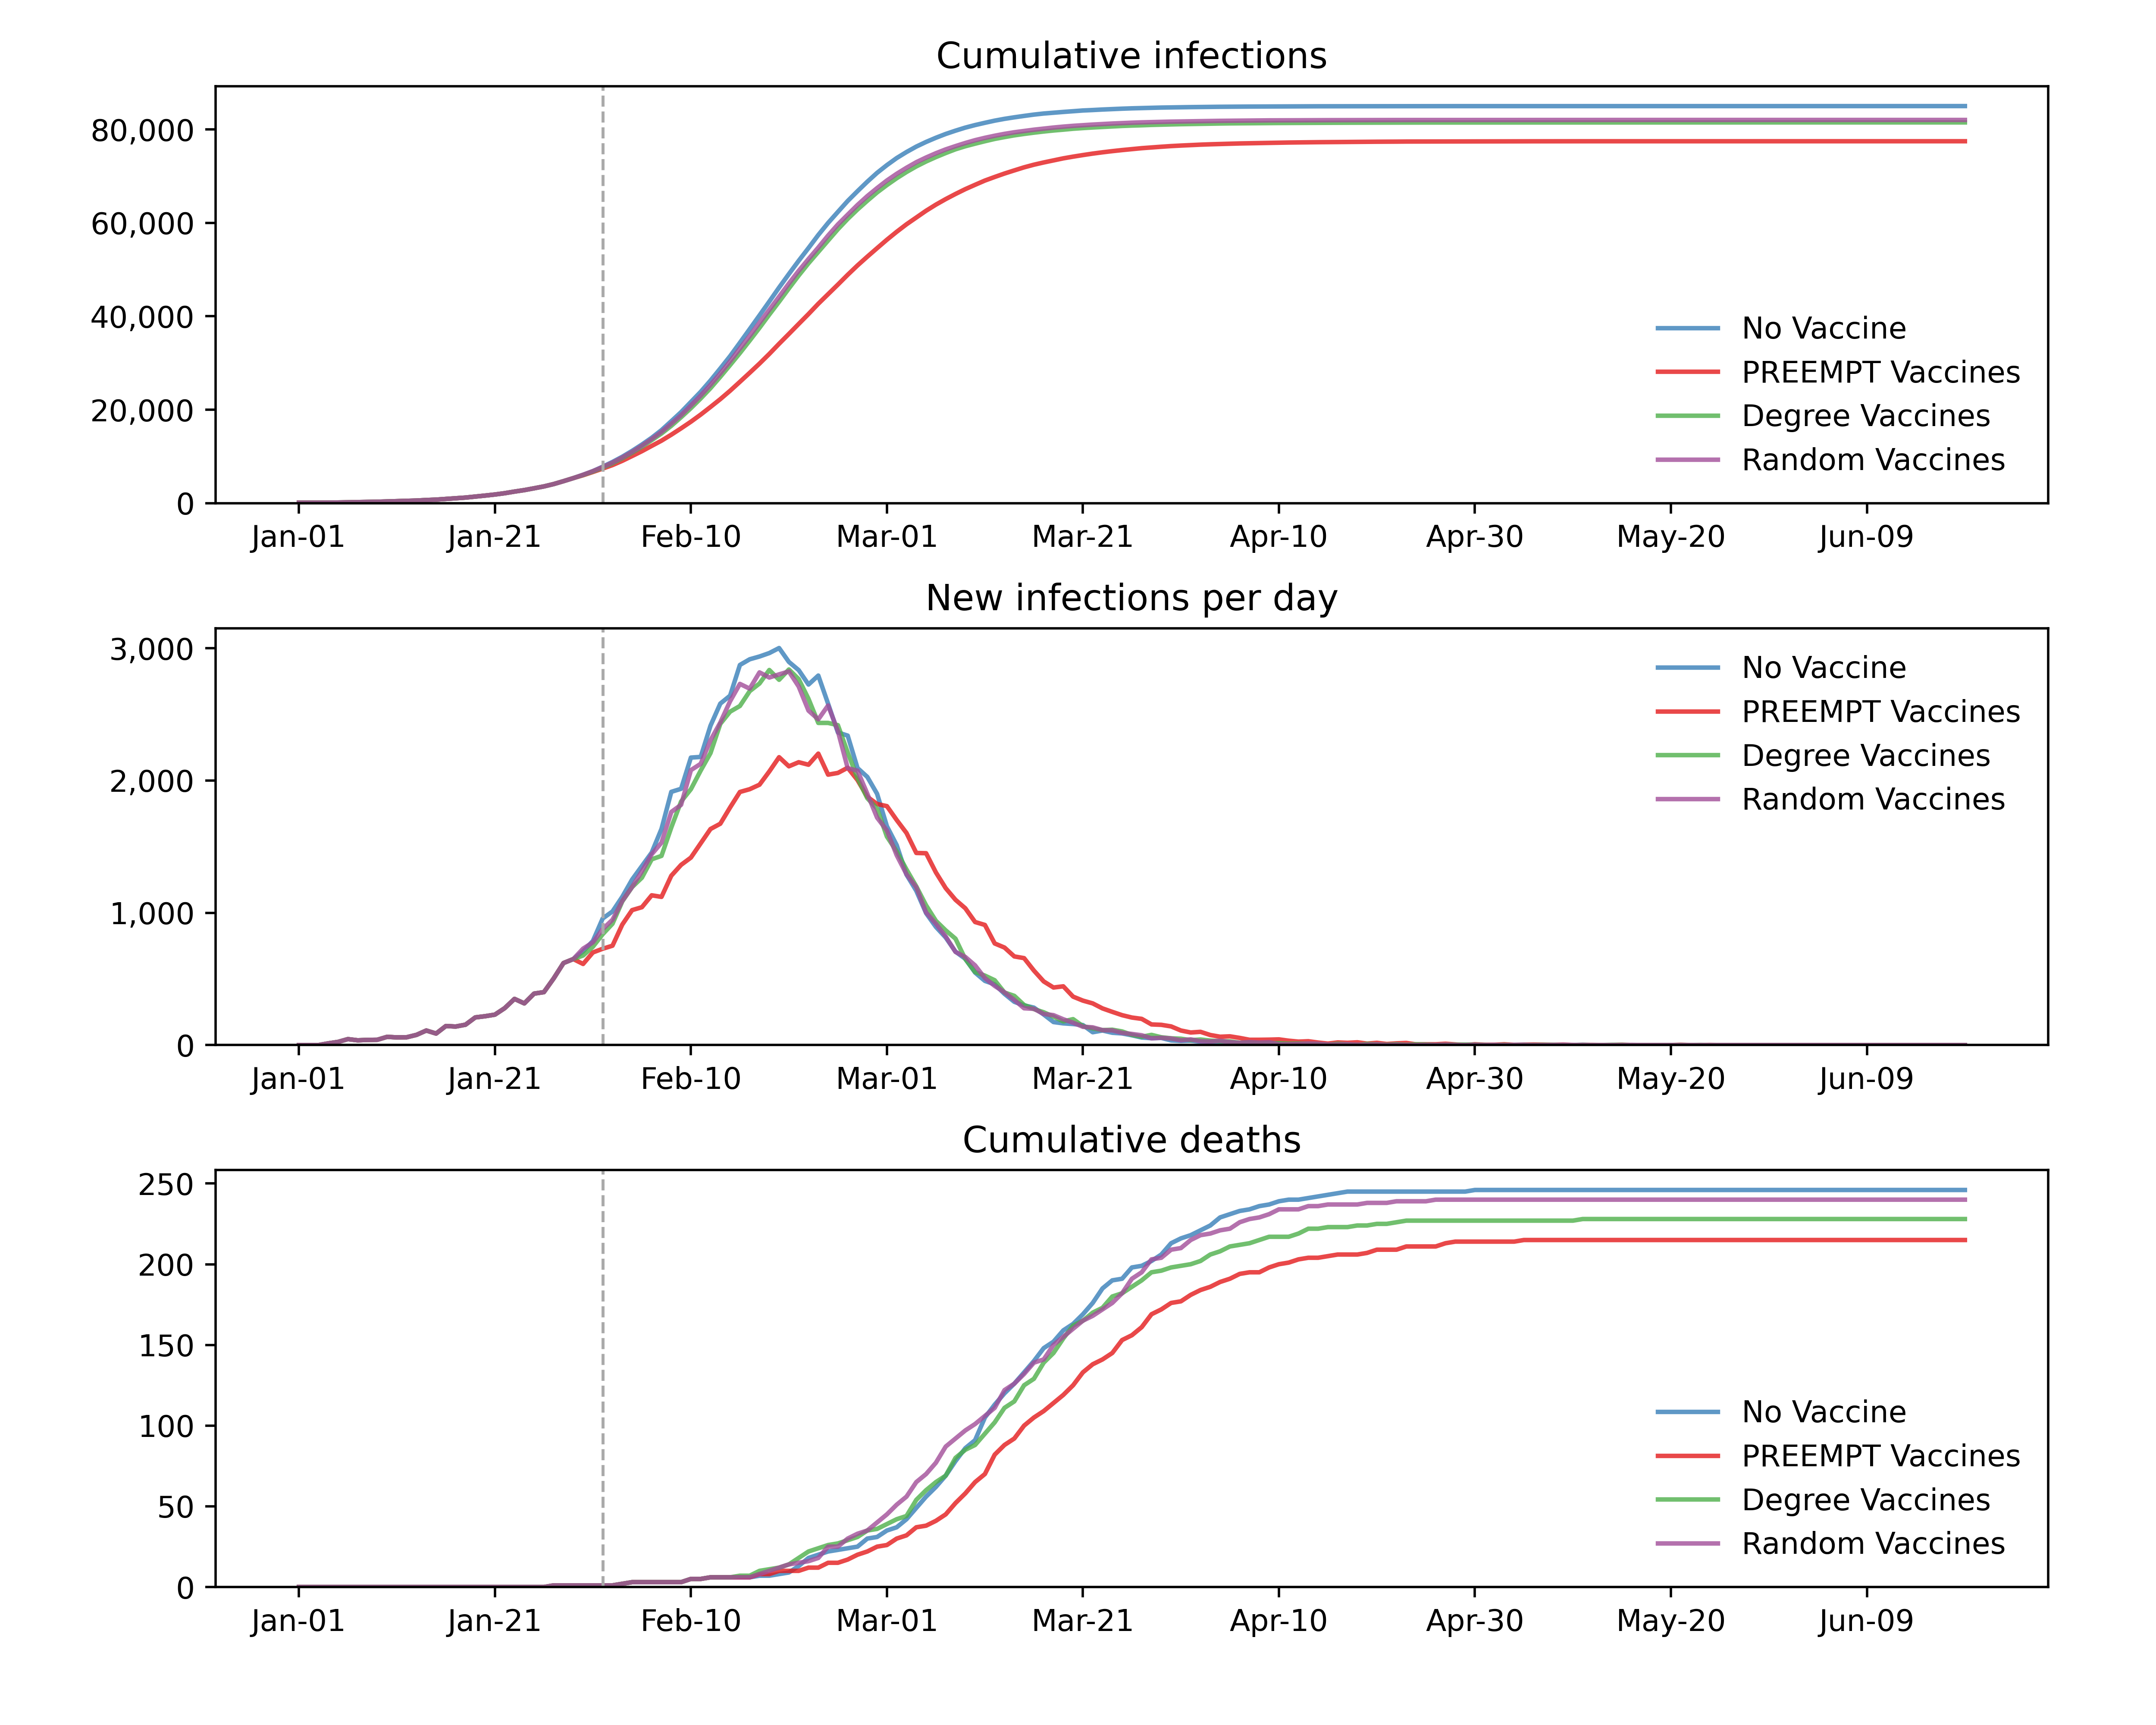 Cumulative infections
80,000
60,000
40,000
20,000
0
No Vaccine
PREEMPT Vaccines
Degree Vaccines
Random Vaccines
Jan-01 Jan-21 Feb-10 Mar-01 Mar-21 Apr-10 Apr-30 May-20 Jun-09
New infections per day
3,000
2,000
1,000
0
No Vaccine
PREEMPT Vaccines
Degree Vaccines
Random Vaccines
Jan-01 Jan-21 Feb-10 Mar-01 Mar-21 Apr-10 Apr-30 May-20 Jun-09
Cumulative deaths
250
200
150
100
50
0
No Vaccine
PREEMPT Vaccines
Degree Vaccines
Random Vaccines
Jan-01 Jan-21 Feb-10 Mar-01 Mar-21 Apr-10 Apr-30 May-20 Jun-09